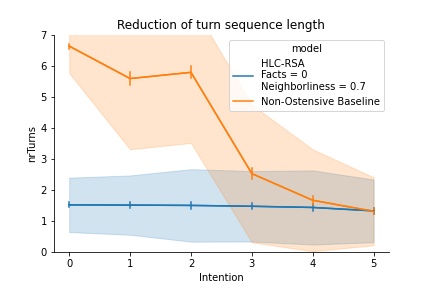 Reduction of turn sequence length
7
6
5
4
3
2
1
0
nrTurns
model
HLC-RSA
Facts = 0
Neighborliness = 0.7
Non-Ostensive Baseline
0 1 2 3 4 5
Intention